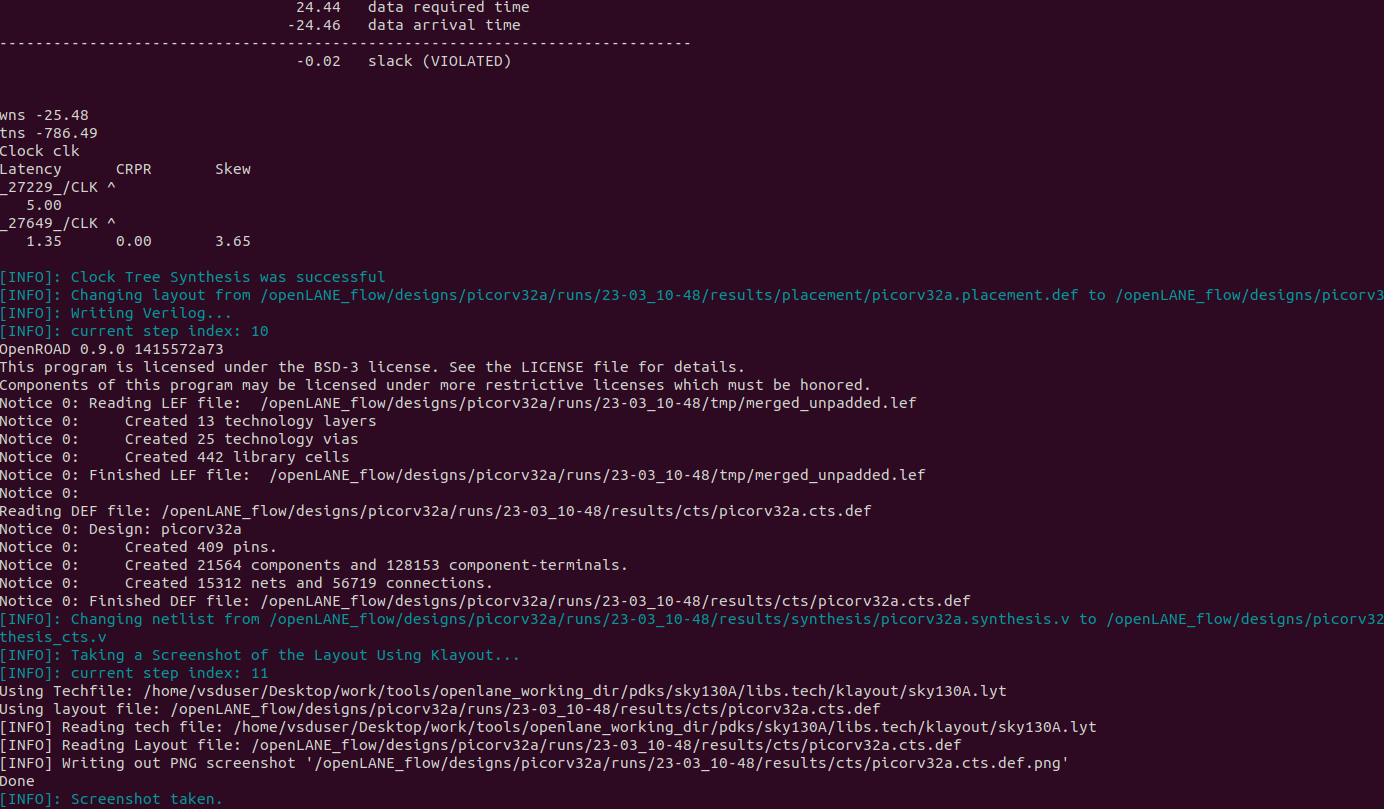 24.44   data required time
-24.46   data arrival time
-----------------------------------------------------------------------------
-0.02   slack (VIOLATED)
wns -25.48
tns -786.49
Clock clk
Latency      CRPR       Skew
_27229_/CLK ^
5.00
_27649_/CLK ^
1.35      0.00       3.65
[INFO]: Clock Tree Synthesis was successful
[INFO]: Changing layout from /openLANE_flow/designs/picorv32a/runs/23-03_10-48/results/placement/picorv32a.placement.def to /openLANE_flow/designs/picorv3
[INFO]: Writing Verilog...
[INFO]: current step index: 10
OpenROAD 0.9.0 1415572a73
This program is licensed under the BSD-3 license. See the LICENSE file for details.
Components of this program may be licensed under more restrictive licenses which must be honored.
Notice 0: Reading LEF file:  /openLANE_flow/designs/picorv32a/runs/23-03_10-48/tmp/merged_unpadded.lef
Notice 0:     Created 13 technology layers
Notice 0:     Created 25 technology vias
Notice 0:     Created 442 library cells
Notice 0: Finished LEF file:  /openLANE_flow/designs/picorv32a/runs/23-03_10-48/tmp/merged_unpadded.lef
Notice 0:
Reading DEF file: /openLANE_flow/designs/picorv32a/runs/23-03_10-48/results/cts/picorv32a.cts.def
Notice 0: Design: picorv32a
Notice 0:     Created 409 pins.
Notice 0:     Created 21564 components and 128153 component-terminals.
Notice 0:     Created 15312 nets and 56719 connections.
Notice 0: Finished DEF file: /openLANE_flow/designs/picorv32a/runs/23-03_10-48/results/cts/picorv32a.cts.def
[INFO]: Changing netlist from /openLANE_flow/designs/picorv32a/runs/23-03_10-48/results/synthesis/picorv32a.synthesis.v to /openLANE_flow/designs/picorv32
thesis_cts.v
[INFO]: Taking a Screenshot of the Layout Using Klayout...
[INFO]: current step index: 11
Using Techfile: /home/vsduser/Desktop/work/tools/openlane_working_dir/pdks/sky130A/libs.tech/klayout/sky130A.lyt
Using layout file: /openLANE_flow/designs/picorv32a/runs/23-03_10-48/results/cts/picorv32a.cts.def
[INFO] Reading tech file: /home/vsduser/Desktop/work/tools/openlane_working_dir/pdks/sky130A/libs.tech/klayout/sky130A.lyt
[INFO] Reading Layout file: /openLANE_flow/designs/picorv32a/runs/23-03_10-48/results/cts/picorv32a.cts.def
[INFO] Writing out PNG screenshot '/openLANE_flow/designs/picorv32a/runs/23-03_10-48/results/cts/picorv32a.cts.def.png'
Done
[INFO]: Screenshot taken.